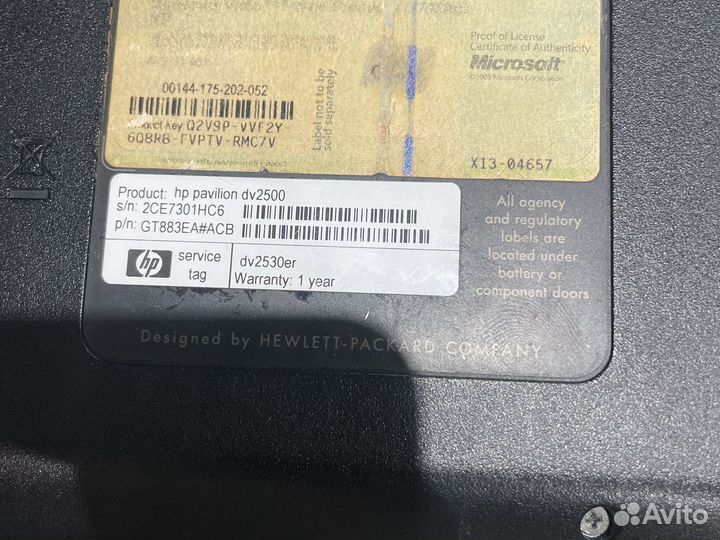 Proof of License
Certificate of Authenticity
Microsoft
©2005 Microsoft Corporation
00144-175-202-052
Label not to be
sold separately
Product Key: Q2V9P-VVF2Y-
-RMC7V
X13-04657
Product: hp pavilion dv2500
s/n: 2CE7301HC6
p/n: GT883EA#ACB
hp
service
tag
dv2530er
Warranty: 1 year
All agency
and regulatory
labels are
located under
battery or
component doors
Designed by HEWLETT-PACKARD COMPANY
Avito